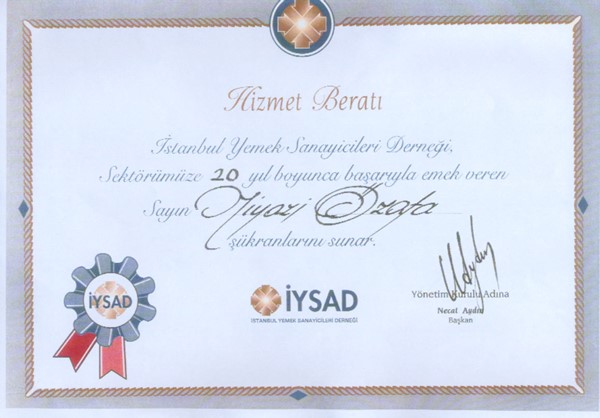 Hizmet Beratı
İstanbul Yemek Sanayicileri Derneği,
Sektörümüze 20 yıl boyunca başarıyla emek veren
Sayın Niyazi Özata
şükranlarını sunar.
İYSAD
İYSAD
İSTANBUL YEMEK SANAYİCİLERİ DERNEĞİ
Yönetim Kurulu Adına
Necat Aydın
Başkan